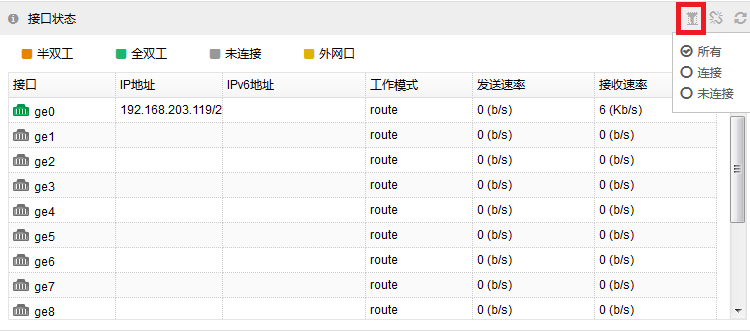 接口状态
半双工 全双工 未连接 外网口
所有
连接
未连接
接口 IP地址 IPv6地址 工作模式 发送速率 接收速率
ge0 192.168.203.119/2 route 0 (b/s) 6 (Kb/s)
ge1 route 0 (b/s) 0 (b/s)
ge2 route 0 (b/s) 0 (b/s)
ge3 route 0 (b/s) 0 (b/s)
ge4 route 0 (b/s) 0 (b/s)
ge5 route 0 (b/s) 0 (b/s)
ge6 route 0 (b/s) 0 (b/s)
ge7 route 0 (b/s) 0 (b/s)
ge8 route 0 (b/s) 0 (b/s)